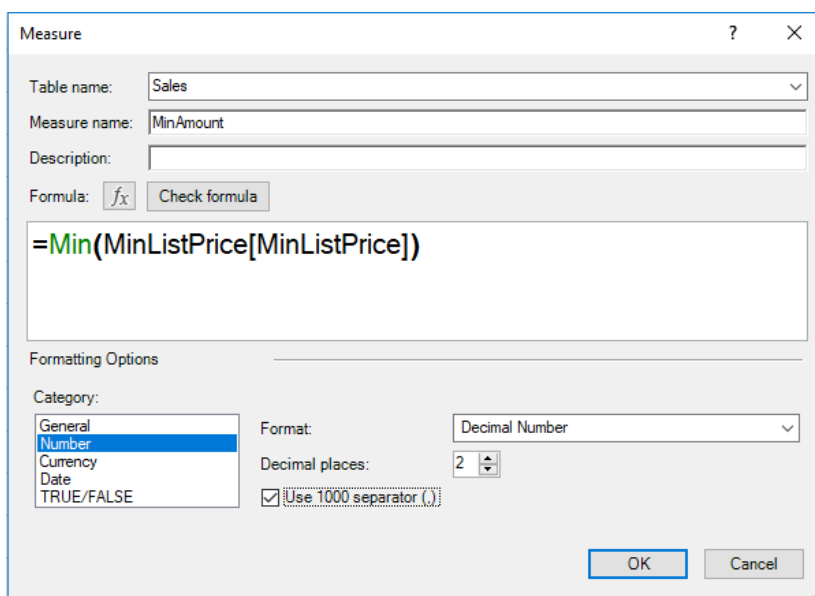 Measure ?
Table name: Sales
Measure name: MinAmount
Description:
Formula: fx Check formula
=Min(MinListPrice[MinListPrice])
Formatting Options
Category:
General
Number
Currency
Date
TRUE/FALSE
Format: Decimal Number
Decimal places: 2
Use 1000 separator (,)
OK Cancel